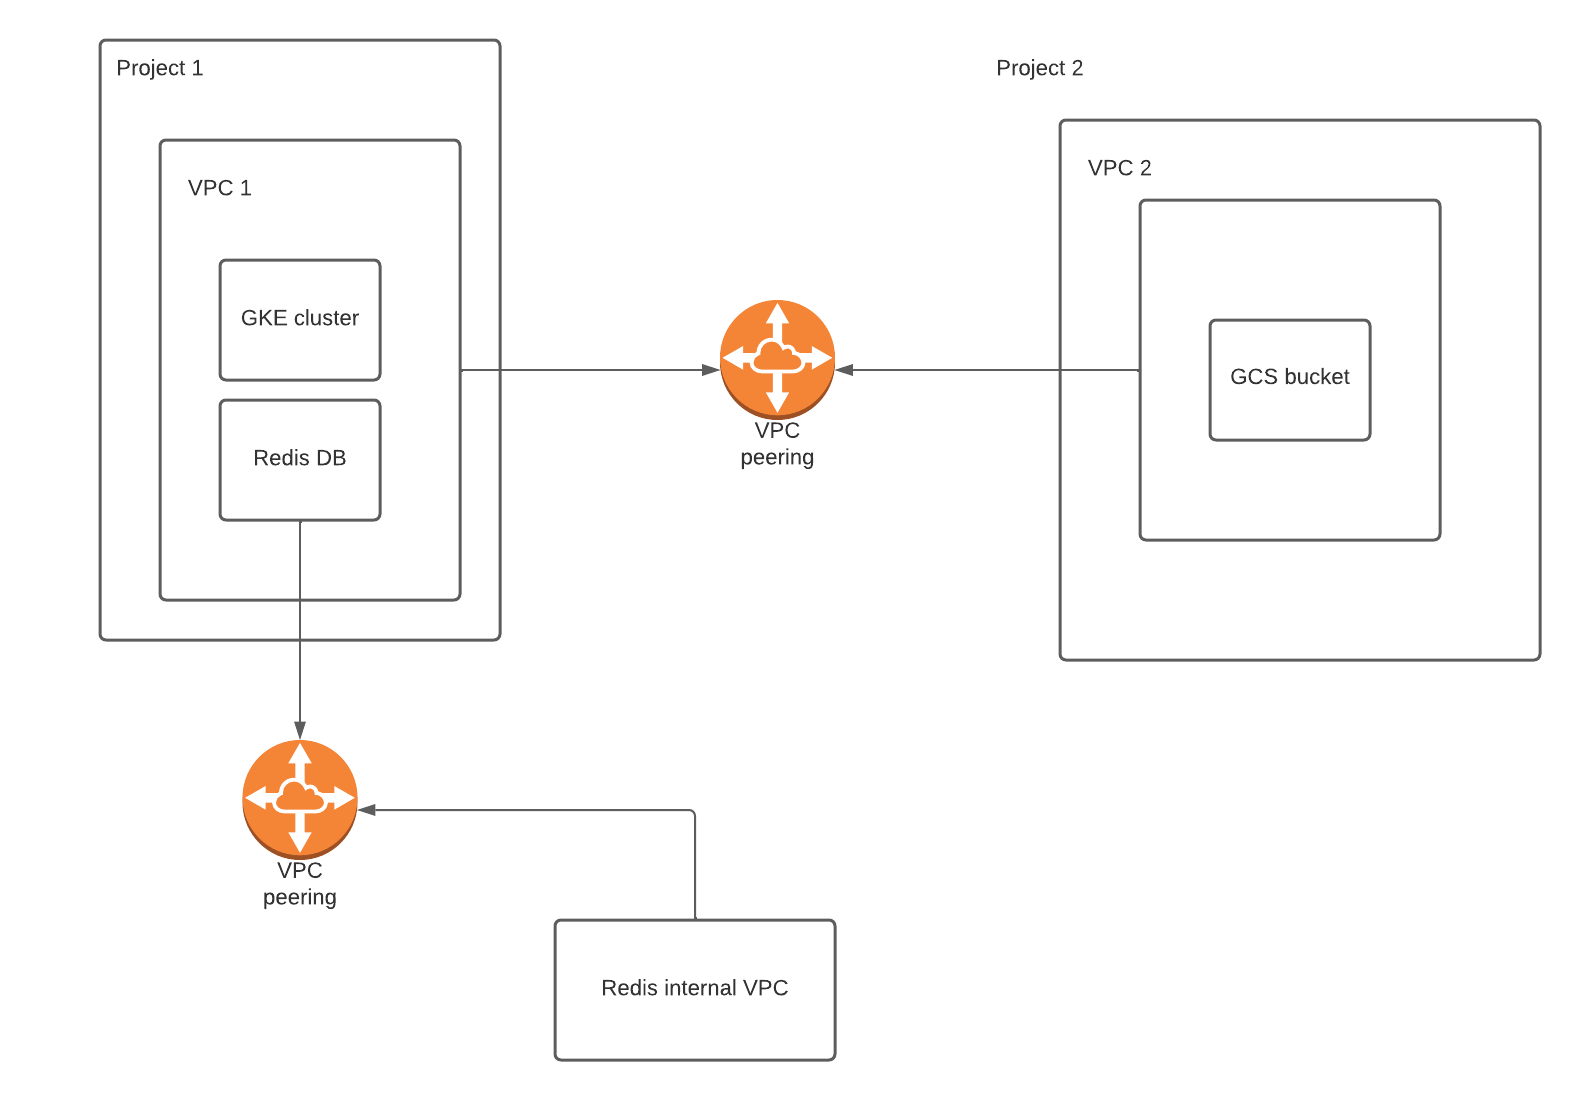 Project 1
Project 2
VPC 1
VPC 2
GKE cluster
Redis DB
GCS bucket
VPC
peering
VPC
peering
Redis internal VPC